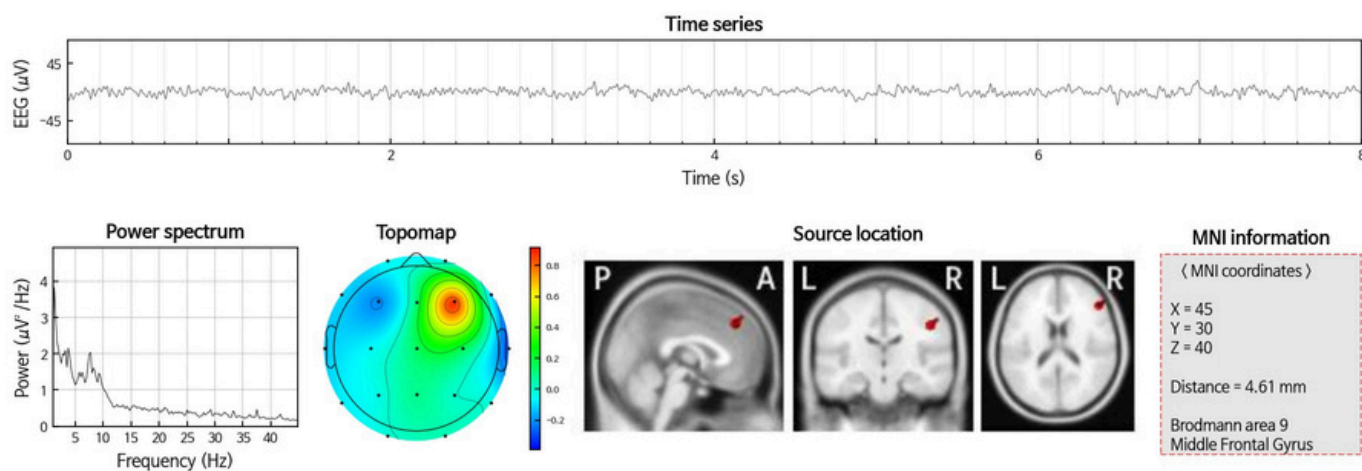 Time series
EEG (μV)
45
-45
0 2 4 6 8
Time (s)
Power spectrum
Topomap
Source location
MNI information
Power (μV²/Hz)
4
3
2
1
0
5 10 15 20 25 30 35 40
Frequency (Hz)
0.8
0.6
0.4
0.2
0.0
−0.2
P A
L R
L R
⟨ MNI coordinates ⟩
X = 45
Y = 30
Z = 40
Distance = 4.61 mm
Brodmann area 9
Middle Frontal Gyrus